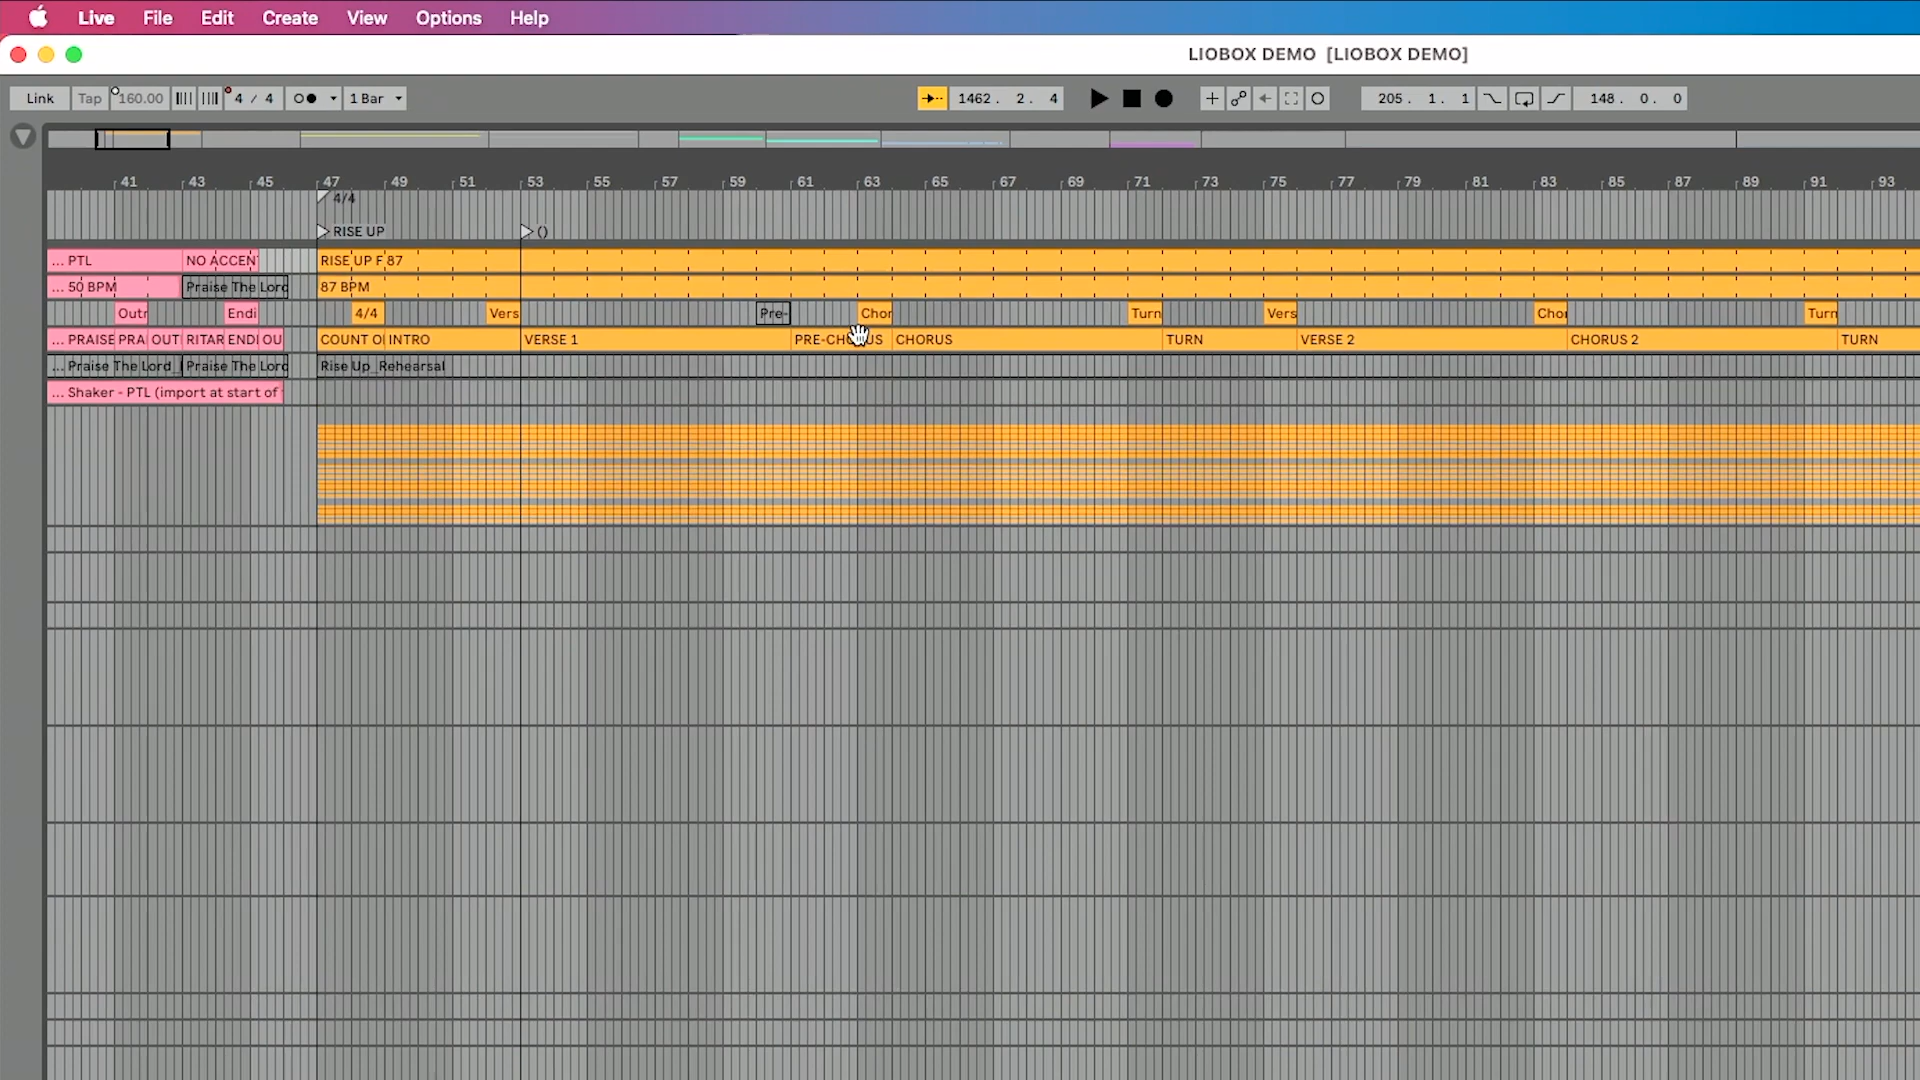 Live File Edit Create View Options Help
LIOBOX DEMO [LIOBOX DEMO]
Link Tap 160.00 4 / 4 1 Bar 1462. 2. 4 205. 1. 1 148. 0. 0
41 43 45 47 49 51 53 55 57 59 61 63 65 67 69 71 73 75 77 79 81 83 85 87 89 91 93
4/4
RISE UP ()
... PTL NO ACCEN RISE UP F 87
... 50 BPM Praise The Lord 87 BPM
Outr Endi 4/4 Vers Pre- Chor Turn Vers Chor Turn
... PRAISE PRA OUT RITAR ENDI OU COUNT O INTRO VERSE 1 PRE-CHORUS CHORUS TURN VERSE 2 CHORUS 2 TURN
... Praise The Lord_ Praise The Lord Rise Up_Rehearsal
... Shaker - PTL (import at start of